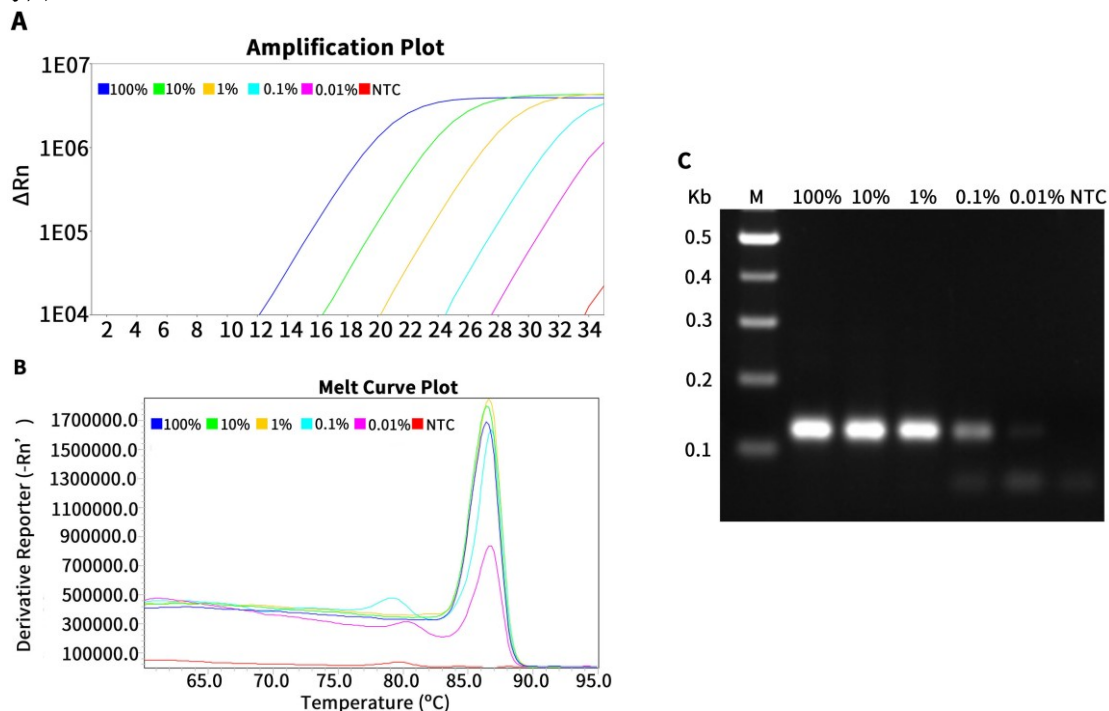 A
Amplification Plot
1E07
100% 10% 1% 0.1% 0.01% NTC
1E06
ΔRn
1E05
1E04
2 4 6 8 10 12 14 16 18 20 22 24 26 28 30 32 34
B
Melt Curve Plot
100% 10% 1% 0.1% 0.01% NTC
1700000.0
1500000.0
1300000.0
1100000.0
900000.0
700000.0
500000.0
300000.0
100000.0
Derivative Reporter (-Rn’)
65.0 70.0 75.0 80.0 85.0 90.0 95.0
Temperature (ºC)
C
Kb M 100% 10% 1% 0.1% 0.01% NTC
0.5
0.4
0.3
0.2
0.1